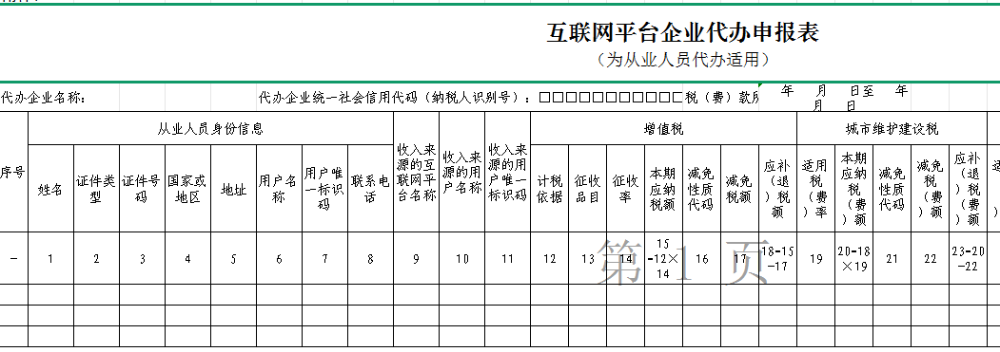 互联网平台企业代办申报表
（为从业人员代办适用）
代办企业名称： 代办企业统一社会信用代码（纳税人识别号）：□□□□□□□□□□□ 税（费）款 年 月 日至 年 月 日
序号 从业人员身份信息 收入来源的互联网平台名称 收入来源的用户名称 收入来源的用户唯一标识码 增值税 城市维护建设税
姓名 证件类型 证件号码 国家或地区 地址 用户名称 用户唯一标识码 联系电话 计税依据 征收品目 征收率 本期应纳税额 减免性质代码 减免税额 应补（退）税额 适用税（费）率 本期应纳税（费）额 减免性质代码 减免税（费）额 应补（退）税（费）额
— 1 2 3 4 5 6 7 8 9 10 11 12 13 14 15=12×14 16 17 18=15-17 19 20=18×19 21 22 23=20-22
第 1 页